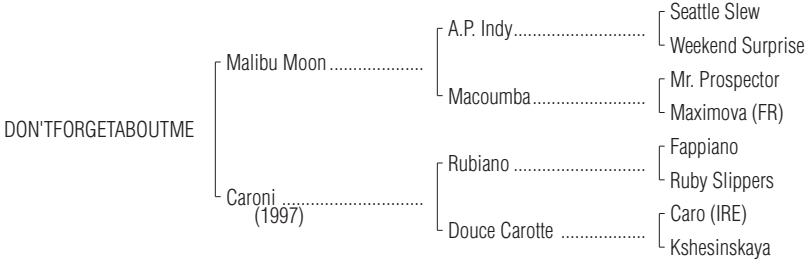 Seattle Slew
A.P. Indy
Weekend Surprise
Malibu Moon
Mr. Prospector
Macoumba
Maximova (FR)
DON'TFORGETABOUTME
Fappiano
Rubiano
Ruby Slippers
Caroni
(1997)
Caro (IRE)
Douce Carotte
Kshesinskaya